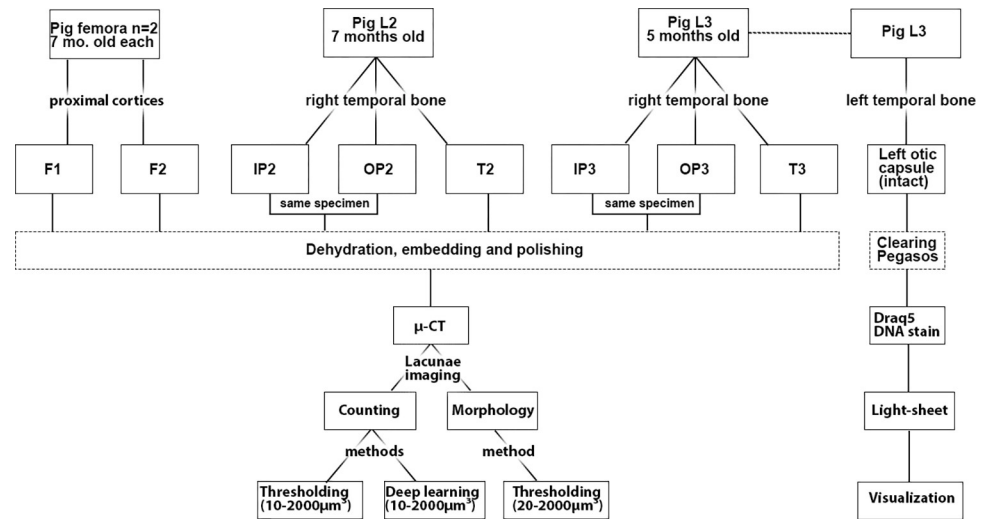 Pig femora n=2
7 mo. old each
Pig L2
7 months old
Pig L3
5 months old
Pig L3
proximal cortices
right temporal bone
right temporal bone
left temporal bone
F1
F2
IP2
OP2
T2
IP3
OP3
T3
Left otic
capsule
(intact)
same specimen
same specimen
Dehydration, embedding and polishing
Clearing
Pegasos
μ-CT
Draq5
DNA stain
Lacunae
imaging
Counting
Morphology
Light-sheet
methods
method
Thresholding
(10-2000μm³)
Deep learning
(10-2000μm³)
Thresholding
(20-2000μm³)
Visualization